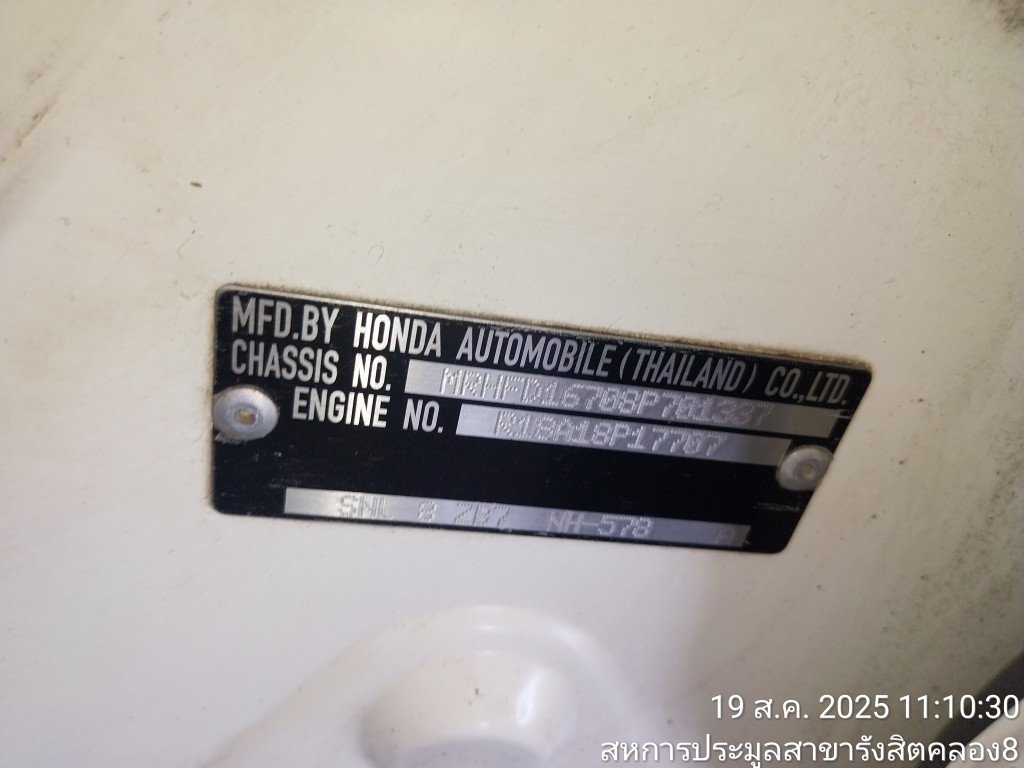 MFD.BY HONDA AUTOMOBILE (THAILAND) CO.,LTD.
CHASSIS NO. MRHFD16708P701337
ENGINE NO. R18A18P17707
SNL 0 ZM7 NH-578
19 ส.ค. 2025 11:10:30
สหการประมูลสาขารังสิตคลอง8